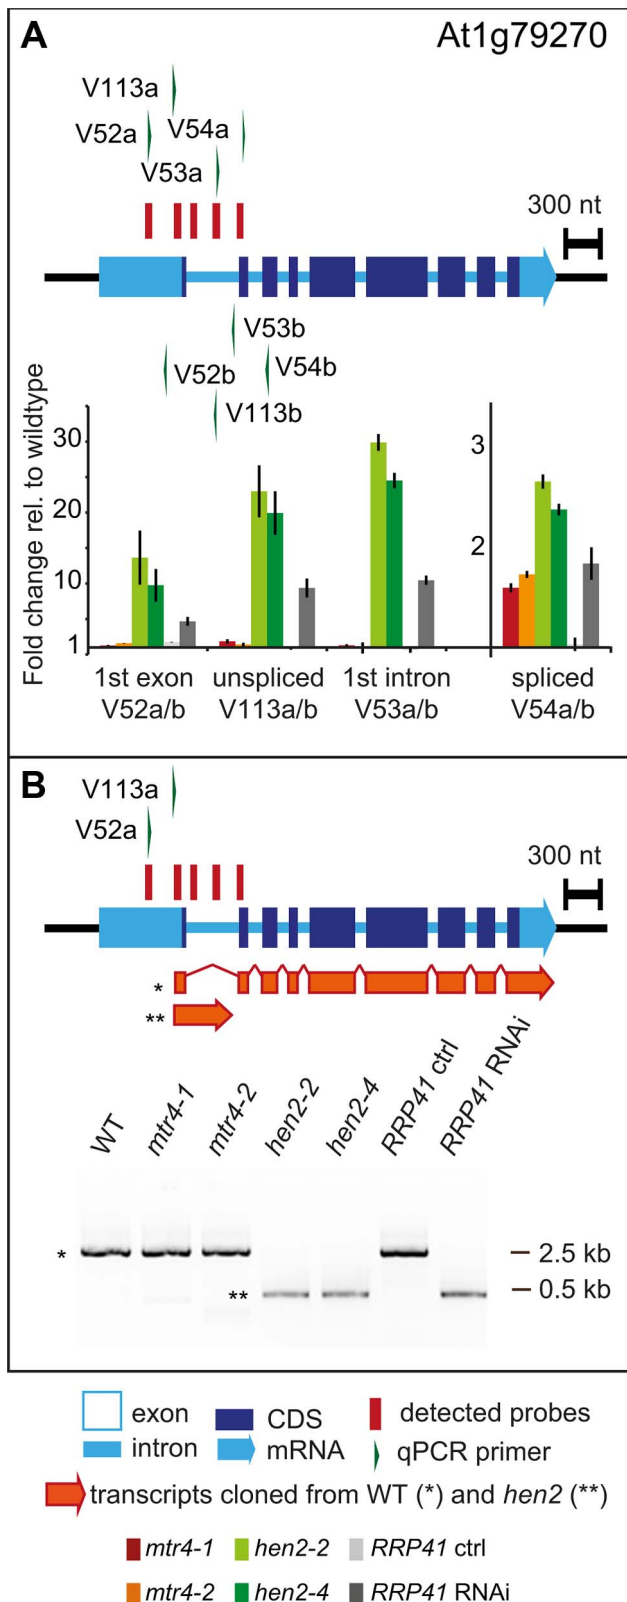 A
At1g79270
V113a
V52a V54a
V53a
300 nt
V53b
V52b V54b
V113b
Fold change rel. to wildtype
30
20
10
1
3
2
1st exon unspliced 1st intron spliced
V52a/b V113a/b V53a/b V54a/b
B
V113a
V52a
300 nt
*
**
WT mtr4-1 mtr4-2 hen2-2 hen2-4 RRP41 ctrl RRP41 RNAi
* 2.5 kb
** 0.5 kb
exon CDS detected probes
intron mRNA qPCR primer
transcripts cloned from WT (*) and hen2 (**)
mtr4-1 hen2-2 RRP41 ctrl
mtr4-2 hen2-4 RRP41 RNAi